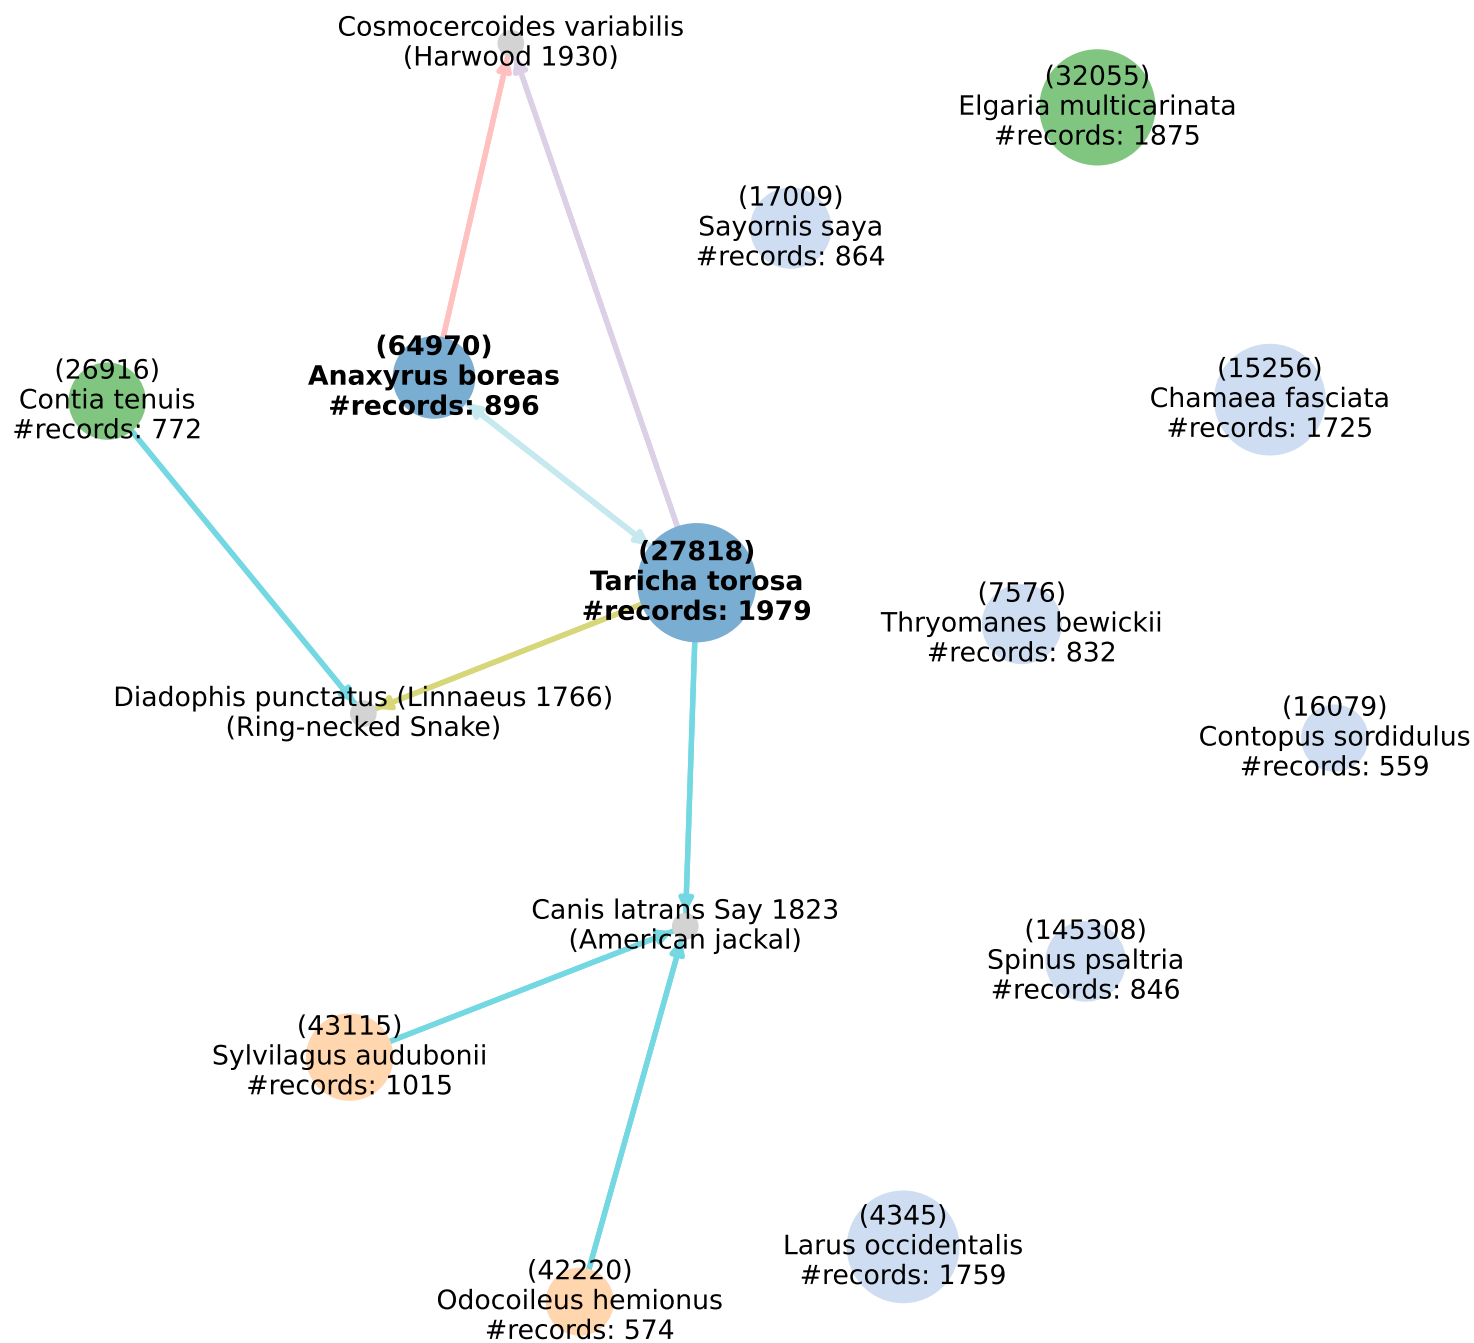 Cosmocercoides variabilis
(Harwood 1930)
(32055)
Elgaria multicarinata
#records: 1875
(17009)
Sayornis saya
#records: 864
(64970)
Anaxyrus boreas
#records: 896
(26916)
Contia tenuis
#records: 772
(15256)
Chamaea fasciata
#records: 1725
(27818)
Taricha torosa
#records: 1979
(7576)
Thryomanes bewickii
#records: 832
Diadophis punctatus (Linnaeus 1766)
(Ring-necked Snake)
(16079)
Contopus sordidulus
#records: 559
Canis latrans Say 1823
(American jackal)
(145308)
Spinus psaltria
#records: 846
(43115)
Sylvilagus audubonii
#records: 1015
(4345)
Larus occidentalis
#records: 1759
(42220)
Odocoileus hemionus
#records: 574